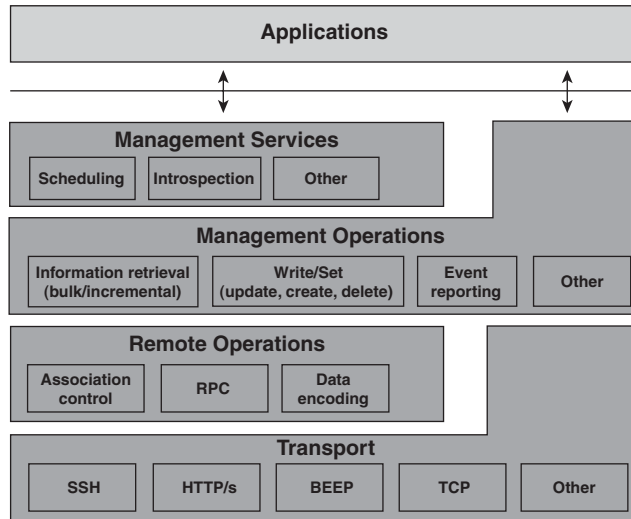 Applications
Management Services
Scheduling
Introspection
Other
Management Operations
Information retrieval
(bulk/incremental)
Write/Set
(update, create, delete)
Event
reporting
Other
Remote Operations
Association
control
RPC
Data
encoding
Transport
SSH
HTTP/s
BEEP
TCP
Other